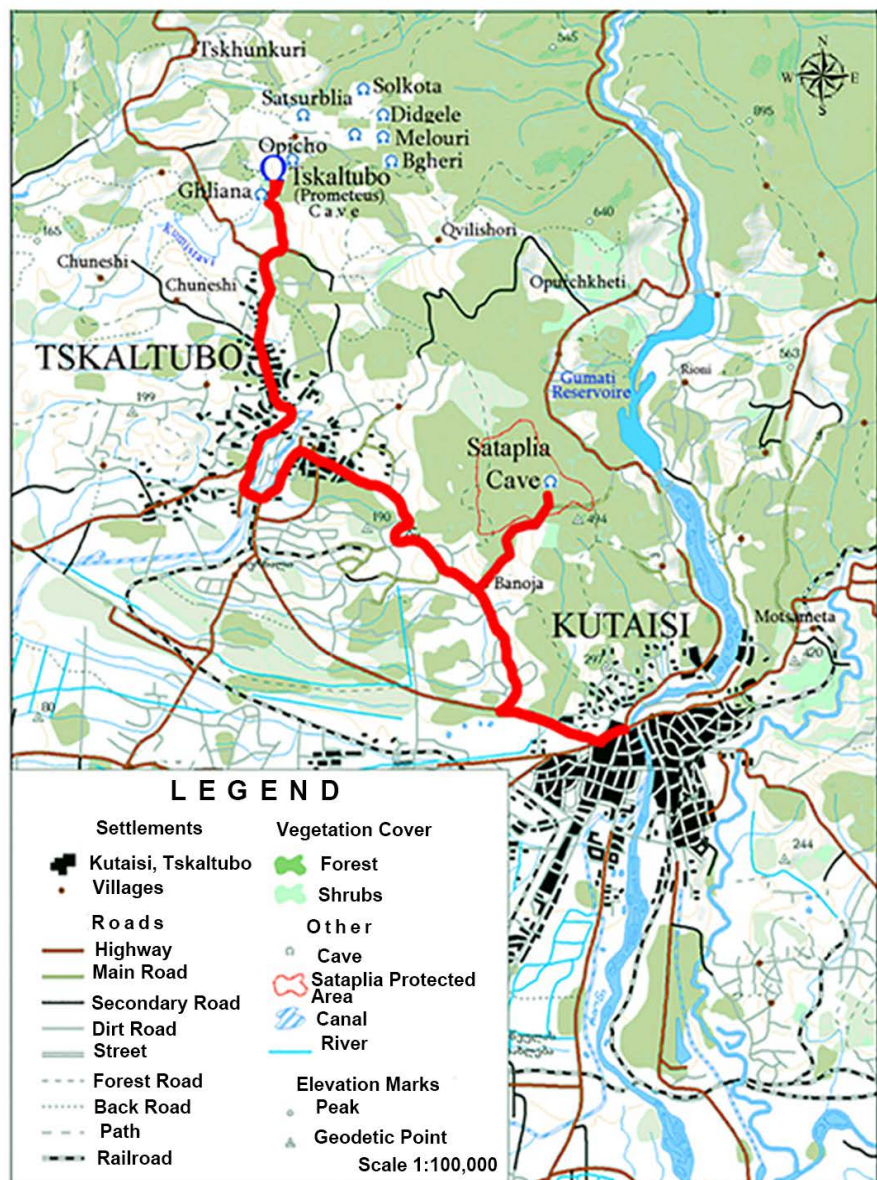 Tskhunkuri
545
N
W E
S
Solkota
Satsurblia
Didgele
895
Melouri
Opicho
Bgheri
Tskaltubo
(Prometeus)
Cave
Ghliana
640
165
Kumistavi
Qvilishori
Chuneshi
Chuneshi
Opurchkheti
TSKALTUBO
563
Rioni
Gumati
Reservoire
199
Sataplia
Cave
494
190
Banoja
KUTAISI
Motsameta
297
420
80
244
LEGEND
Settlements
Kutaisi, Tskaltubo
Villages
Roads
Highway
Main Road
Secondary Road
Dirt Road
Street
Forest Road
Back Road
Path
Railroad
Vegetation Cover
Forest
Shrubs
Other
Cave
Sataplia Protected
Area
Canal
River
Elevation Marks
Peak
Geodetic Point
Scale 1:100,000